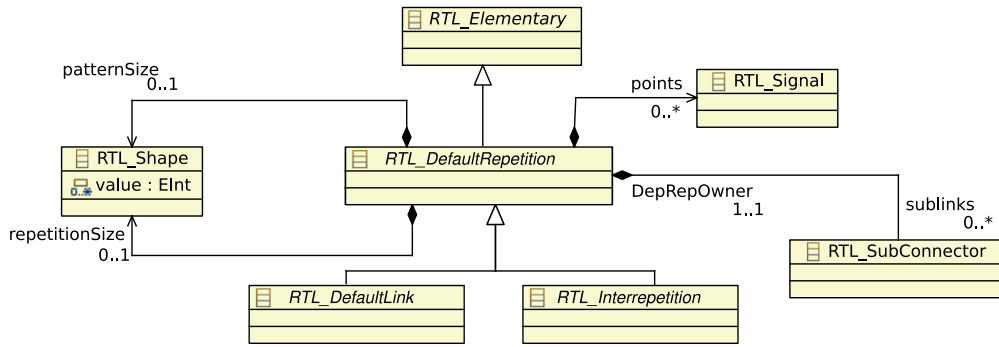 RTL_Elementary
patternSize
0..1
points
0..*
RTL_Signal
RTL_Shape
value : EInt
0..*
RTL_DefaultRepetition
DepRepOwner
1..1
repetitionSize
0..1
sublinks
0..*
RTL_SubConnector
RTL_DefaultLink
RTL_Interrepetition